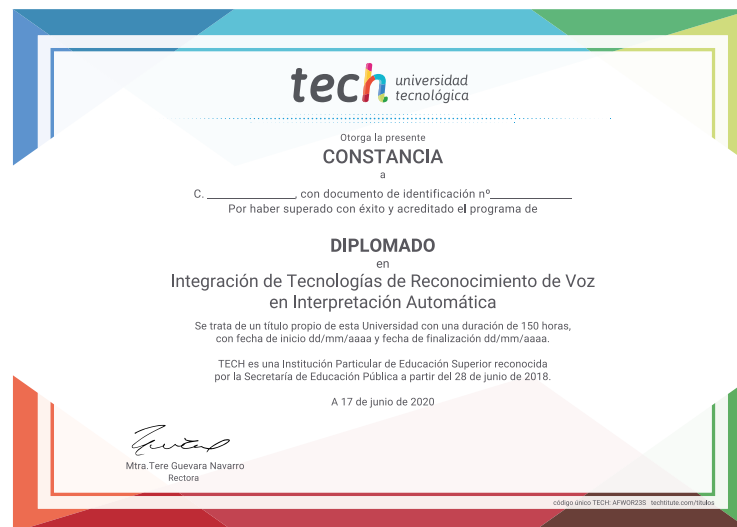 tech universidad
tecnológica
Otorga la presente
CONSTANCIA
a
C. ________________, con documento de identificación nº______________
Por haber superado con éxito y acreditado el programa de
DIPLOMADO
en
Integración de Tecnologías de Reconocimiento de Voz
en Interpretación Automática
Se trata de un título propio de esta Universidad con una duración de 150 horas,
con fecha de inicio dd/mm/aaaa y fecha de finalización dd/mm/aaaa.
TECH es una Institución Particular de Educación Superior reconocida
por la Secretaría de Educación Pública a partir del 28 de junio de 2018.
A 17 de junio de 2020
Mtra.Tere Guevara Navarro
Rectora
código único TECH: AFWOR23S techtitute.com/titulos